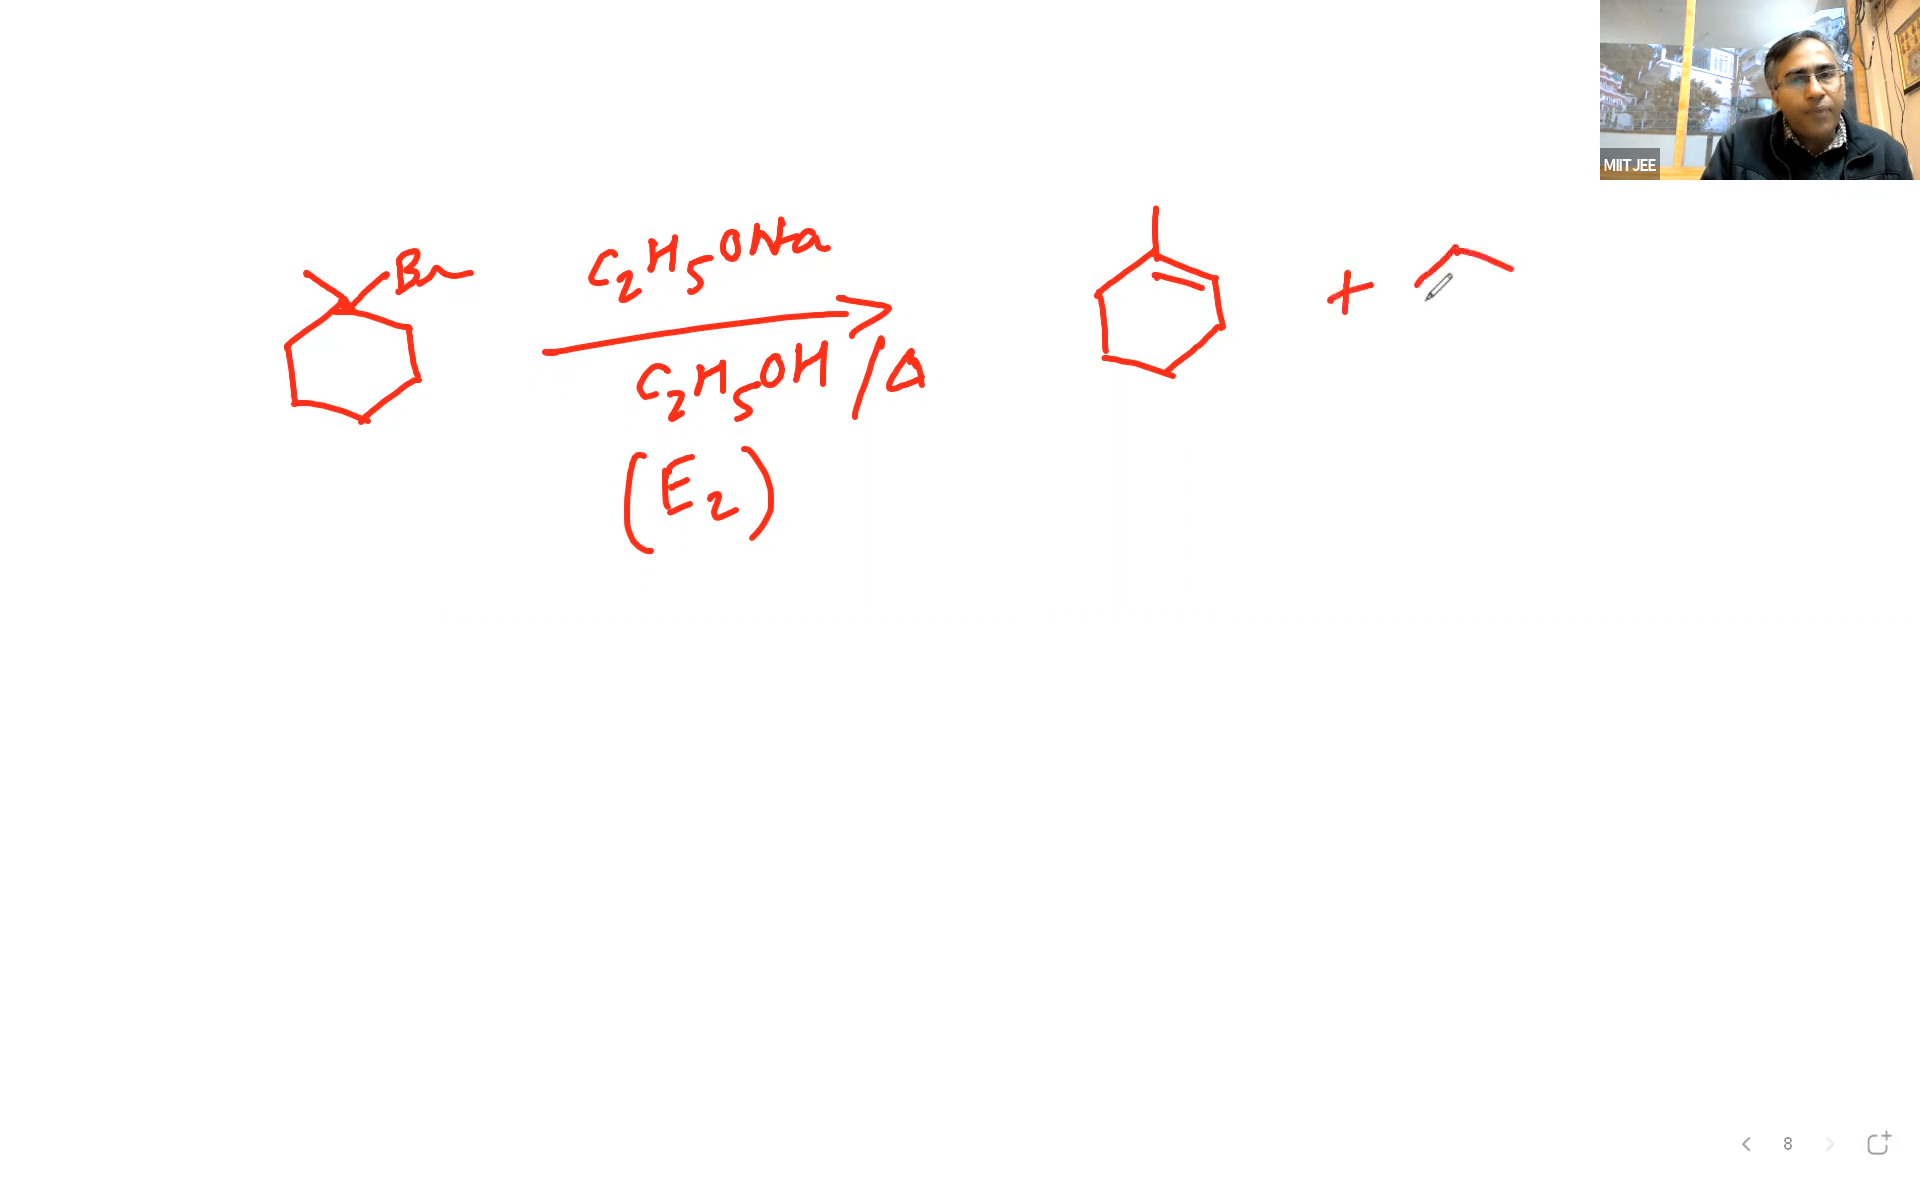 MIIT JEE
Br
C₂H₅ONa
C₂H₅OH/Δ
(E₂)
+
8